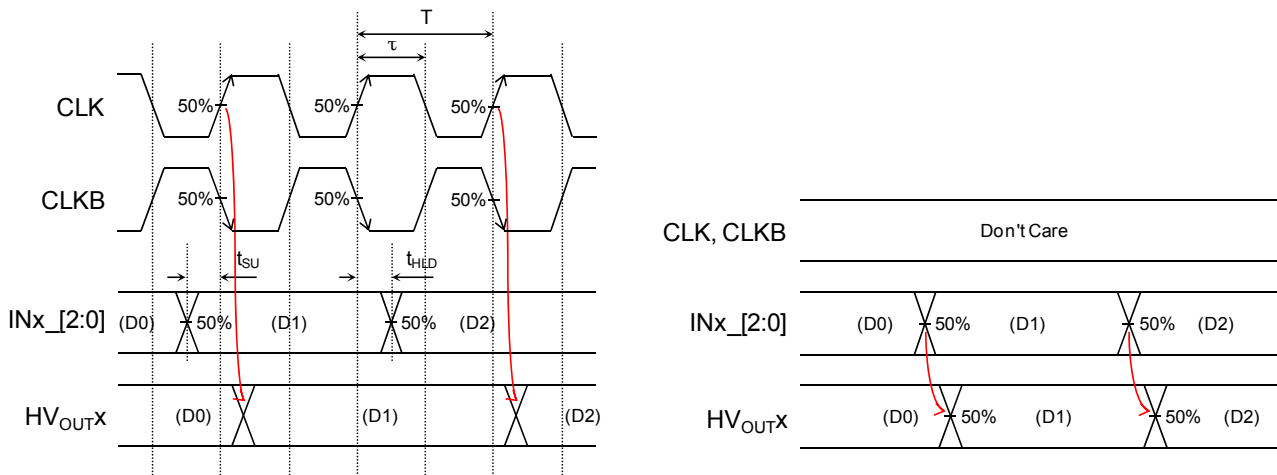 T
τ
CLK 50% 50% 50%
CLKB 50% 50% 50%
tSU tHLD
INx_[2:0] (D0) 50% (D1) 50% (D2)
HVOUTx (D0) (D1) (D2)
CLK, CLKB Don't Care
INx_[2:0] (D0) 50% (D1) 50% (D2)
HVOUTx (D0) 50% (D1) 50% (D2)